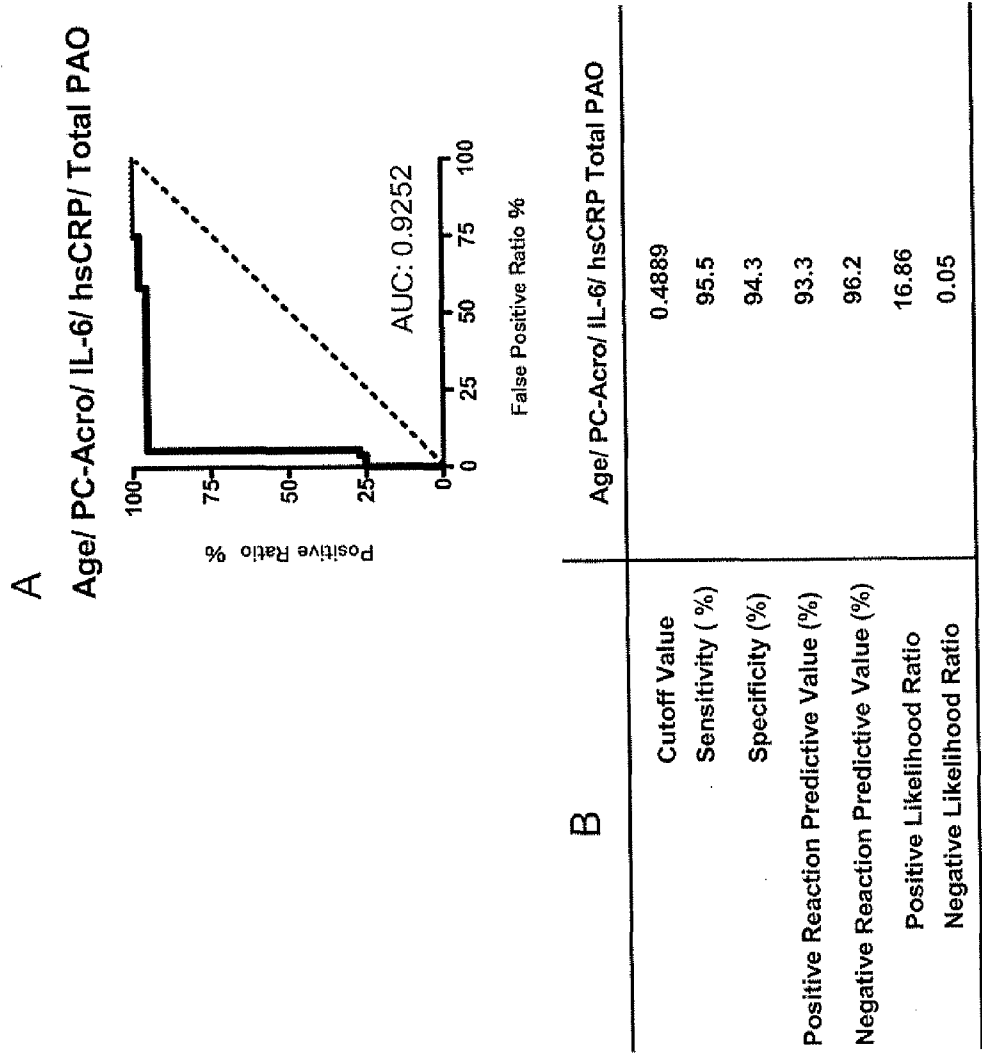 A
Age/ PC-Acro/ IL-6/ hsCRP/ Total PAO
Positive Ratio %
100
75
50
25
0
AUC: 0.9252
0 25 50 75 100
False Positive Ratio %
B
Age/ PC-Acro/ IL-6/ hsCRP Total PAO
Cutoff Value 0.4889
Sensitivity ( %) 95.5
Specificity (%) 94.3
Positive Reaction Predictive Value (%) 93.3
Negative Reaction Predictive Value (%) 96.2
Positive Likelihood Ratio 16.86
Negative Likelihood Ratio 0.05